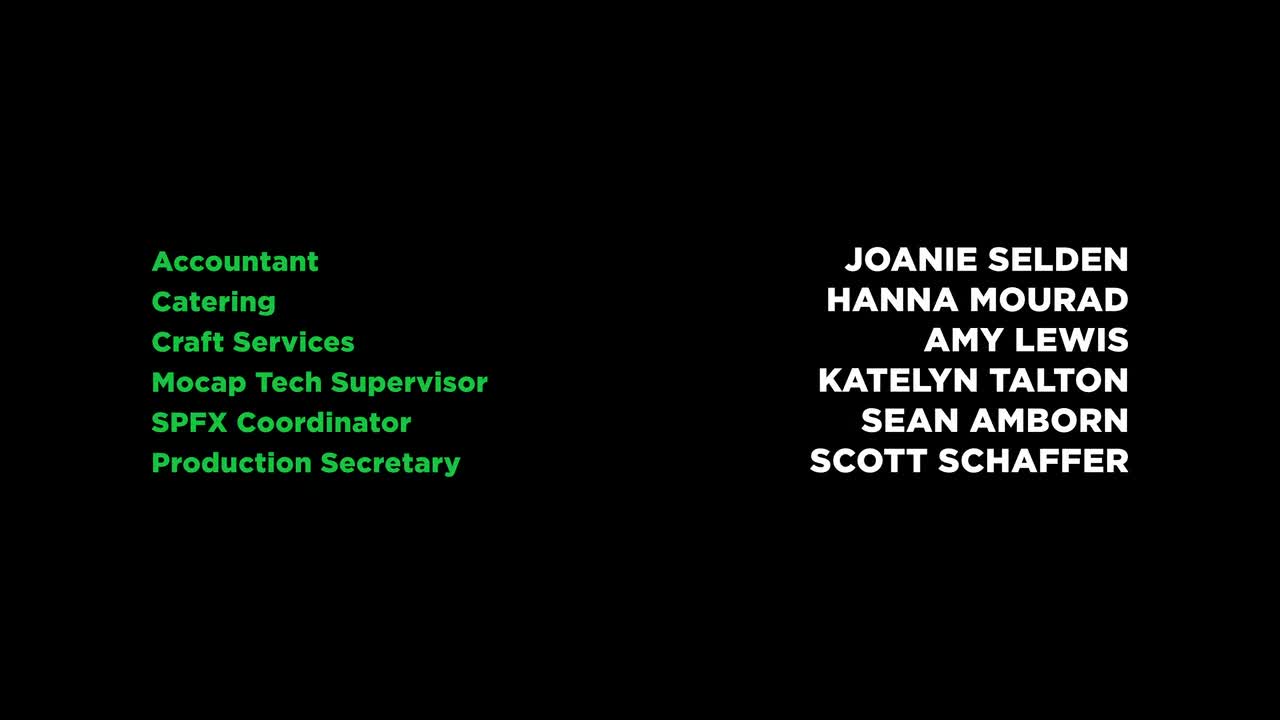 Accountant JOANIE SELDEN
Catering HANNA MOURAD
Craft Services AMY LEWIS
Mocap Tech Supervisor KATELYN TALTON
SPFX Coordinator SEAN AMBORN
Production Secretary SCOTT SCHAFFER